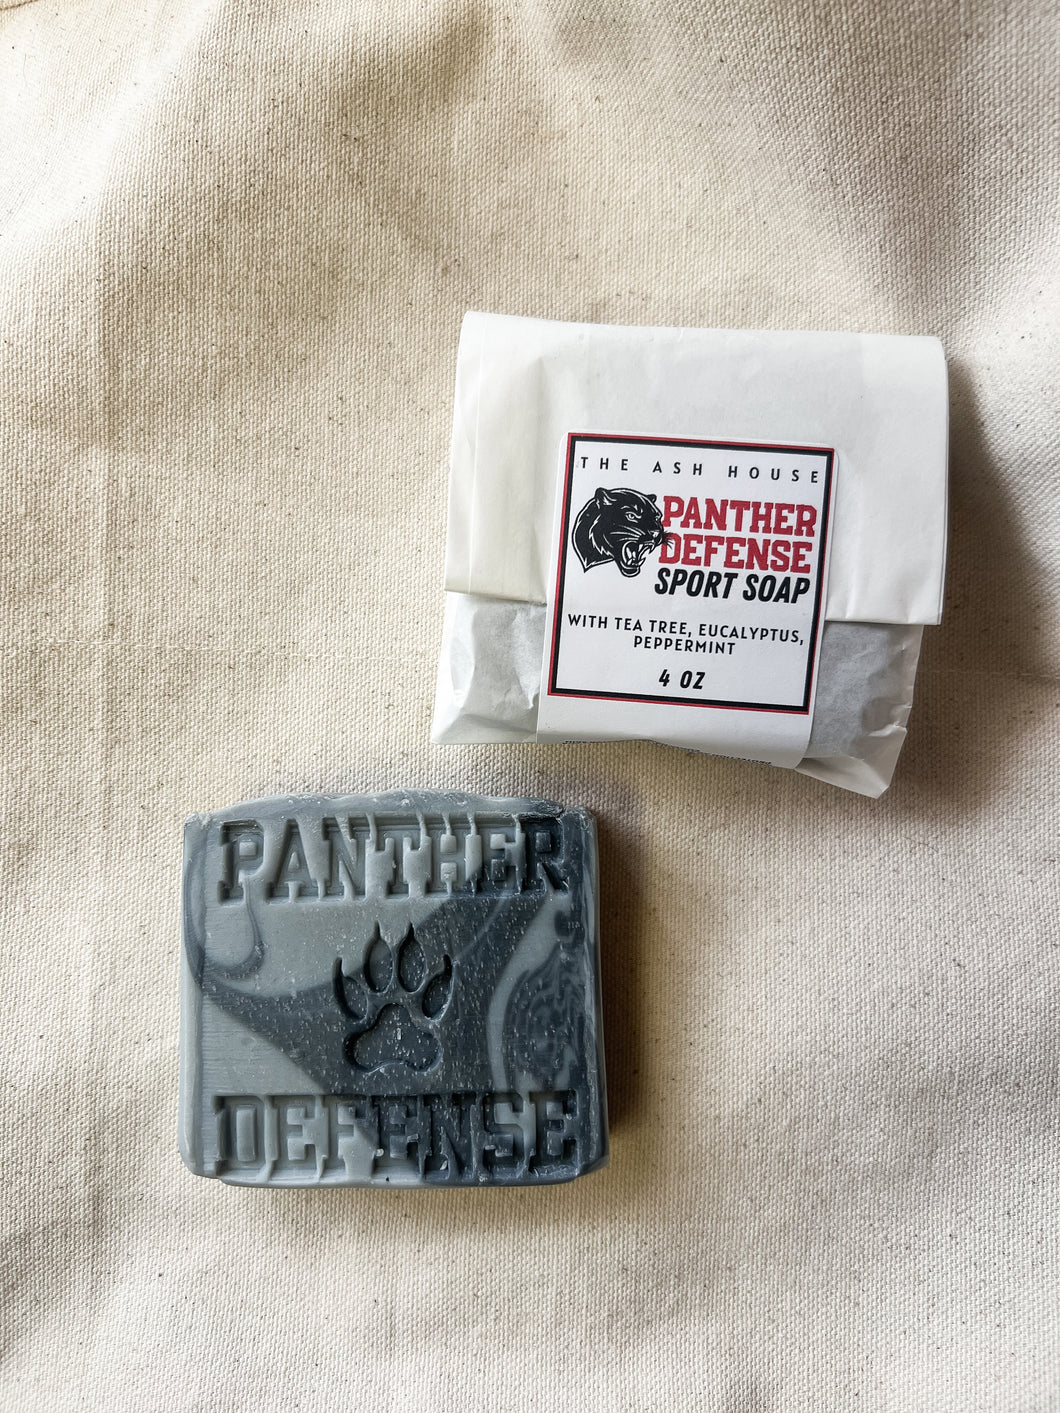 THE ASH HOUSE
PANTHER
DEFENSE
SPORT SOAP
WITH TEA TREE, EUCALYPTUS,
PEPPERMINT
4 OZ
PANTHER
DEFENSE